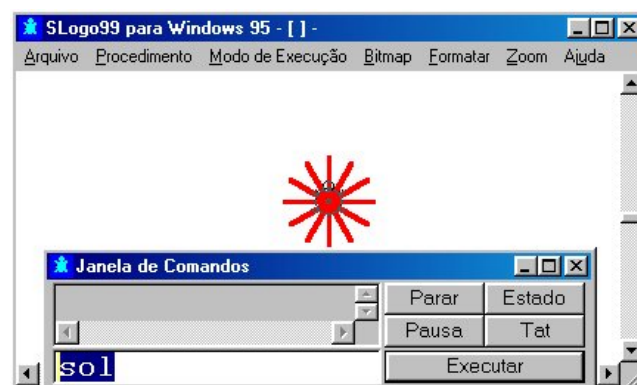 SLogo99 para Windows 95 - [ ] -
Arquivo Procedimento Modo de Execução Bitmap Formatar Zoom Ajuda
Janela de Comandos
Parar Estado
Pausa Tat
sol Executar